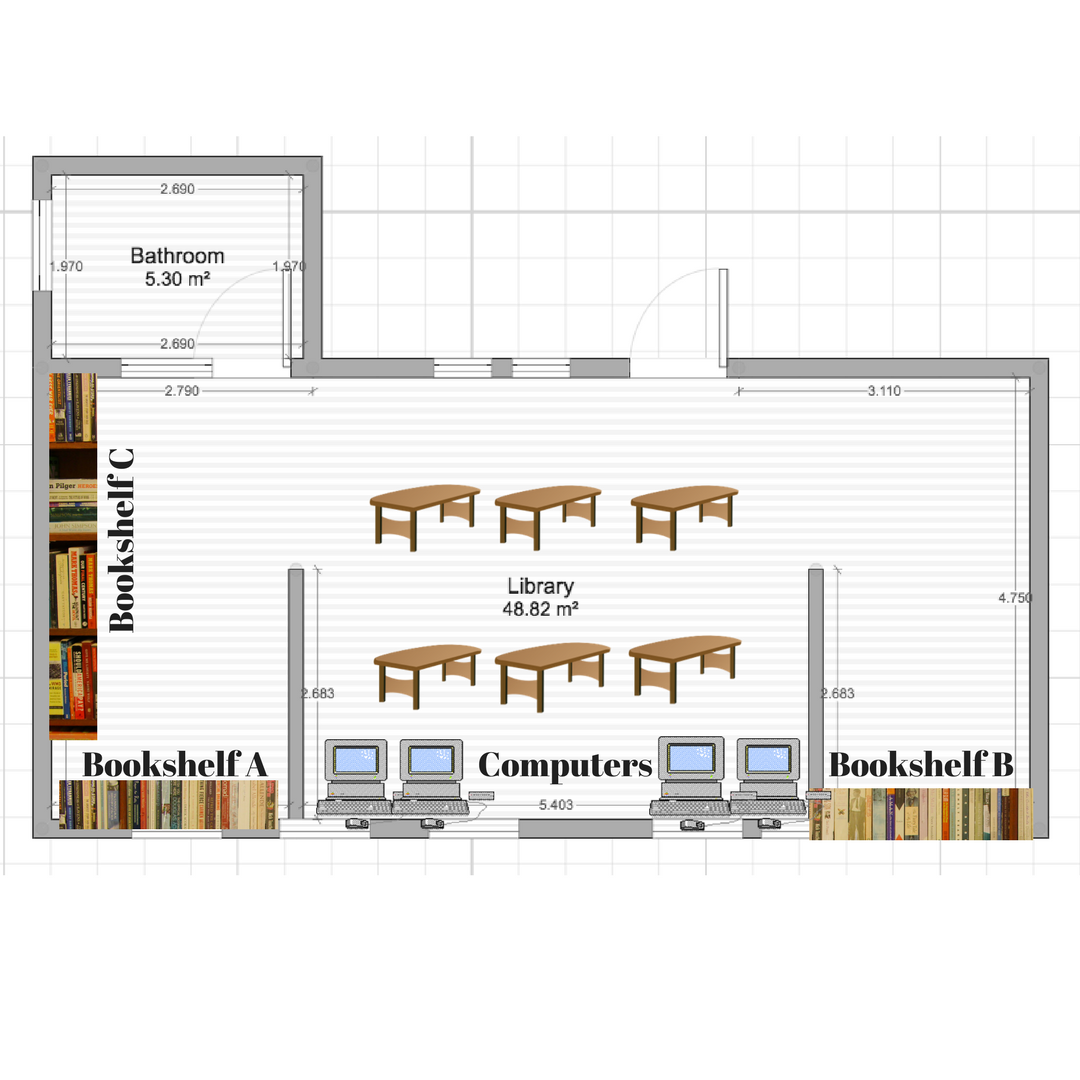 2.690
Bathroom
5.30 m²
1.970
1.970
2.690
2.790
3.110
Bookshelf C
Library
48.82 m²
4.750
2.683
2.683
Bookshelf A
Computers
Bookshelf B
5.403